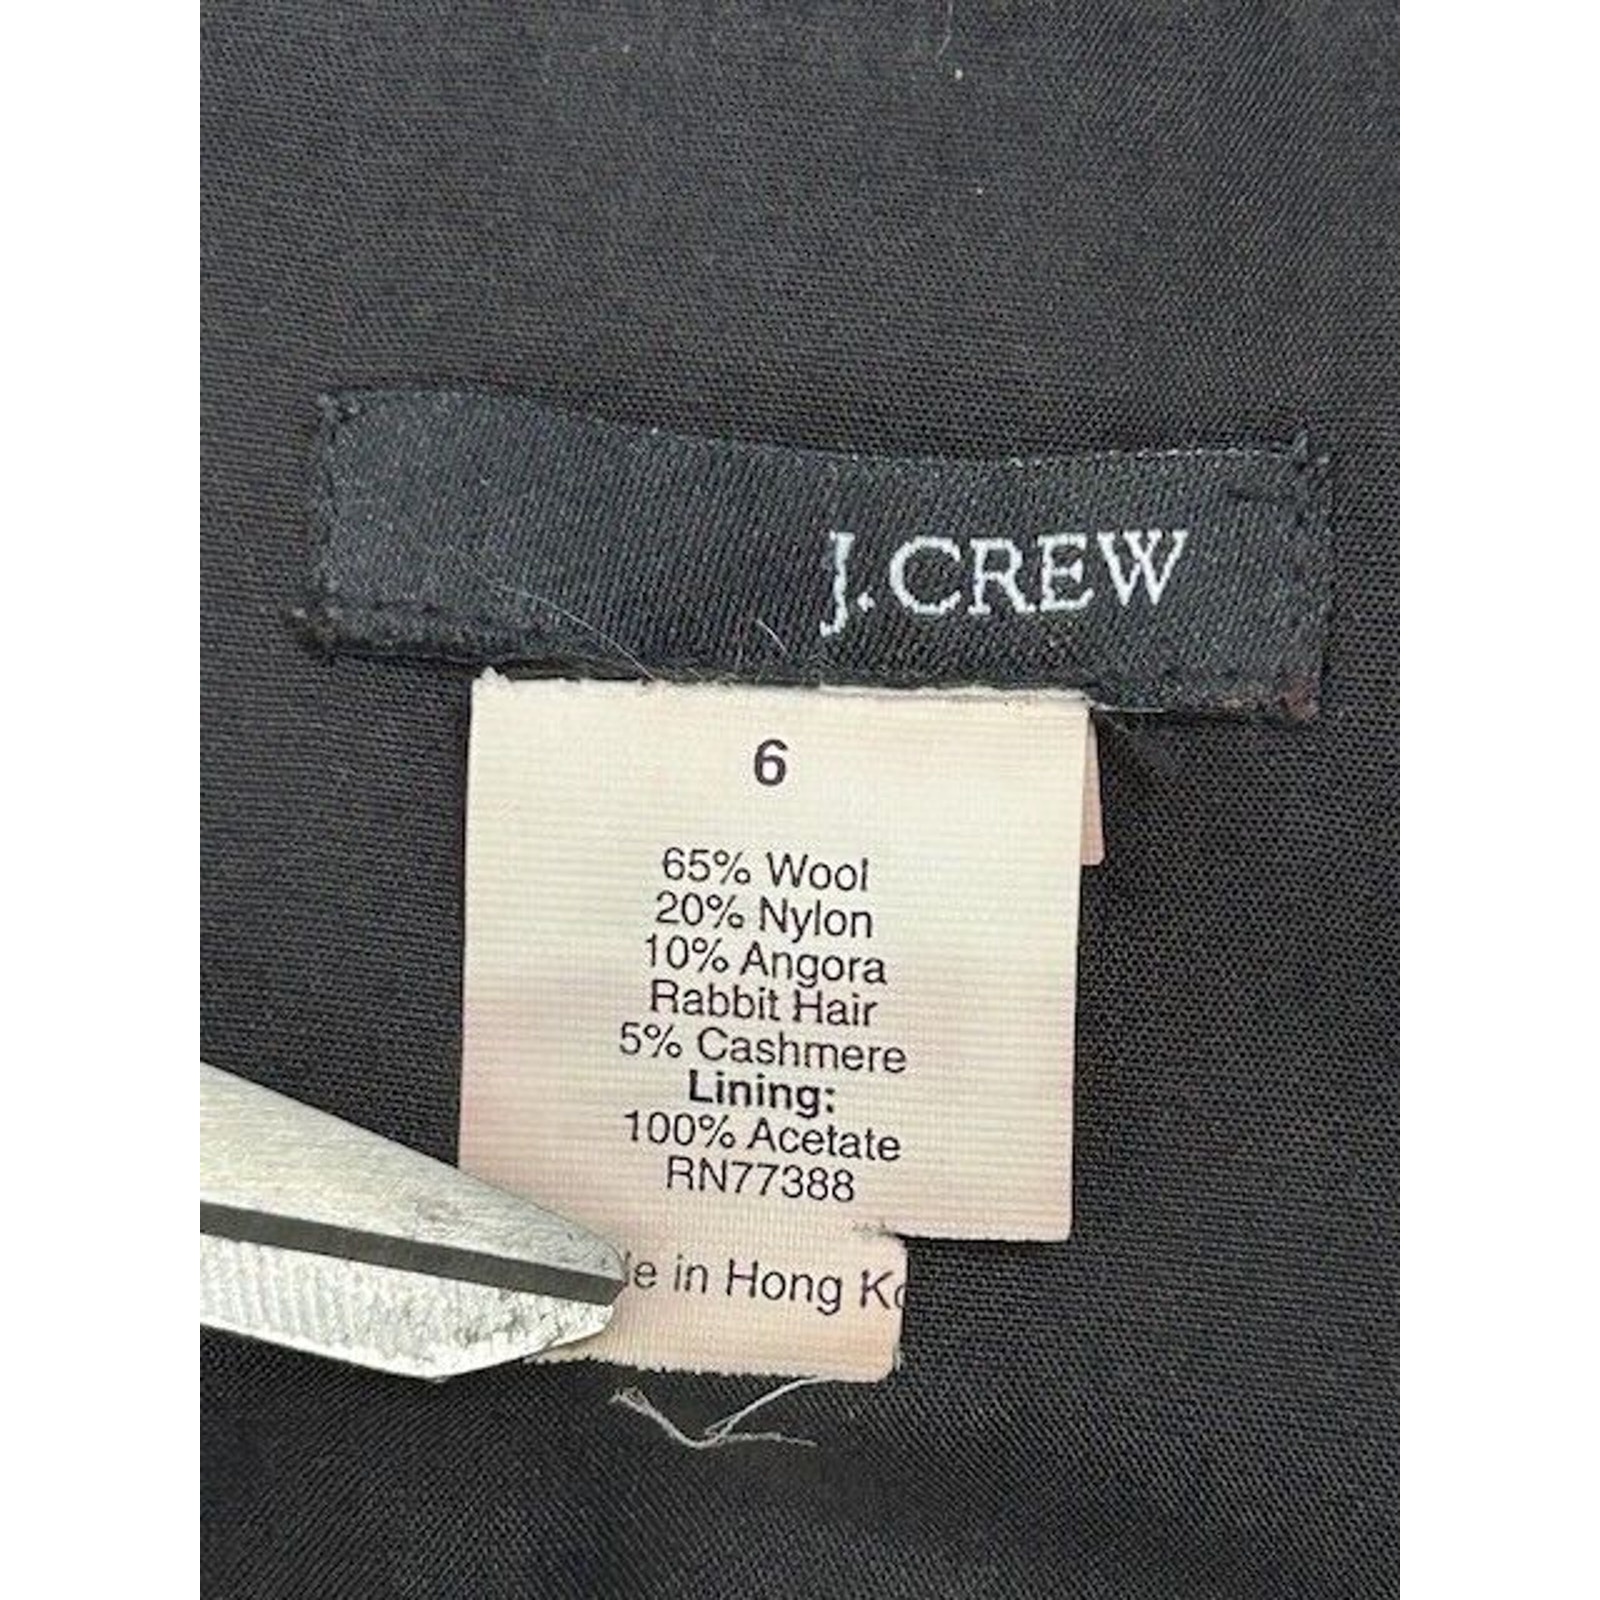 J.CREW
6
65% Wool
20% Nylon
10% Angora
Rabbit Hair
5% Cashmere
Lining:
100% Acetate
RN77388
in Hong